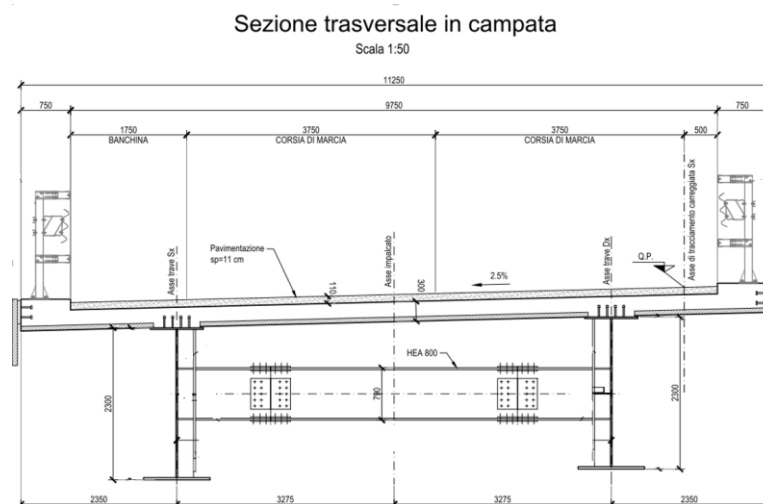 Sezione trasversale in campata
Scala 1:50
11250
750
9750
750
1750
3750
3750
500
BANCHINA
CORSIA DI MARCIA
CORSIA DI MARCIA
Asse di tracciamento carreggiata Sx
Asse trave Sx
Pavimentazione
sp=11 cm
Asse impalcato
Asse trave Dx
Q.P.
2.5%
110
300
HEA 800
2300
790
2300
2350
3275
3275
2350